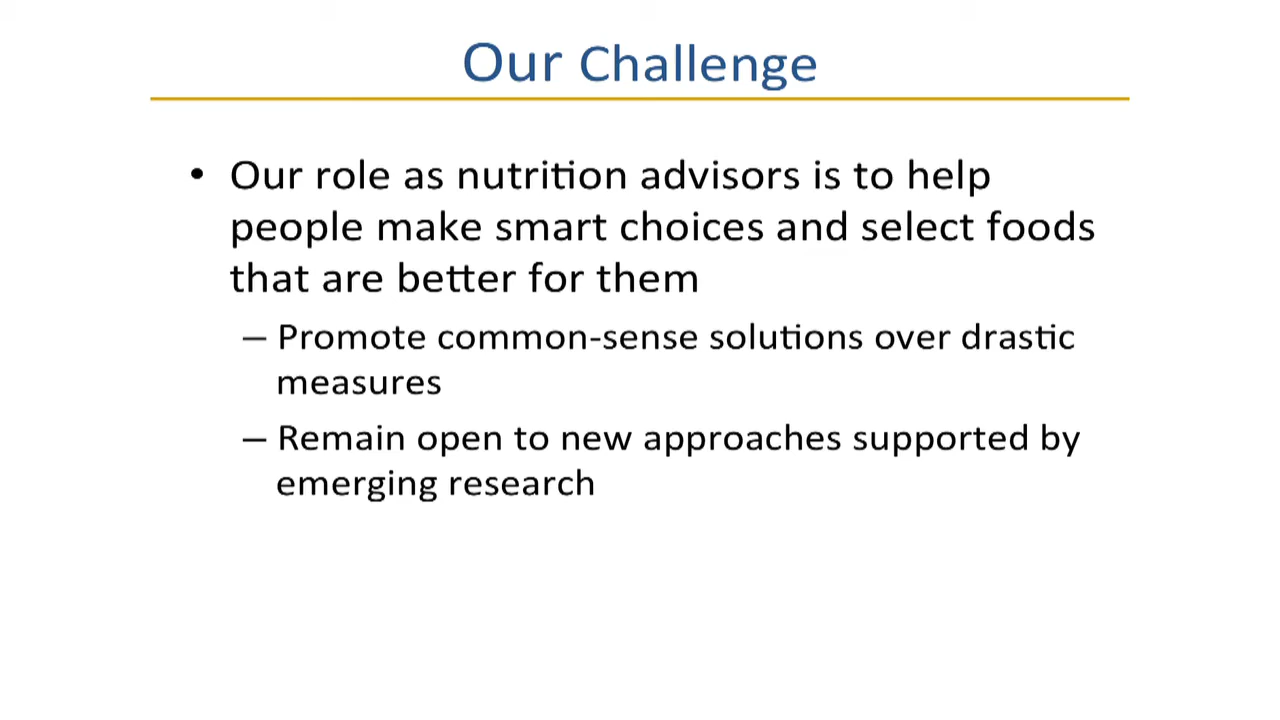 Our Challenge
• Our role as nutrition advisors is to help
people make smart choices and select foods
that are better for them
– Promote common-sense solutions over drastic
measures
– Remain open to new approaches supported by
emerging research